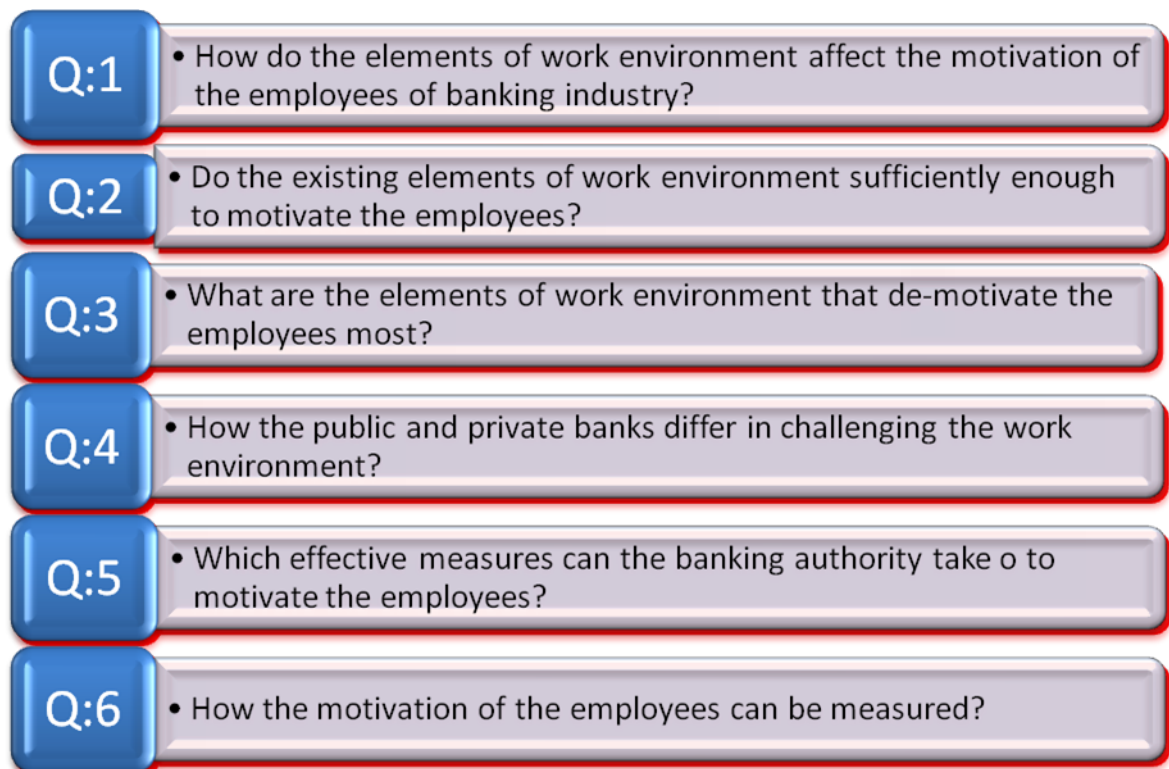 Q:1
• How do the elements of work environment affect the motivation of
the employees of banking industry?
Q:2
• Do the existing elements of work environment sufficiently enough
to motivate the employees?
Q:3
• What are the elements of work environment that de-motivate the
employees most?
Q:4
• How the public and private banks differ in challenging the work
environment?
Q:5
• Which effective measures can the banking authority take o to
motivate the employees?
Q:6
• How the motivation of the employees can be measured?